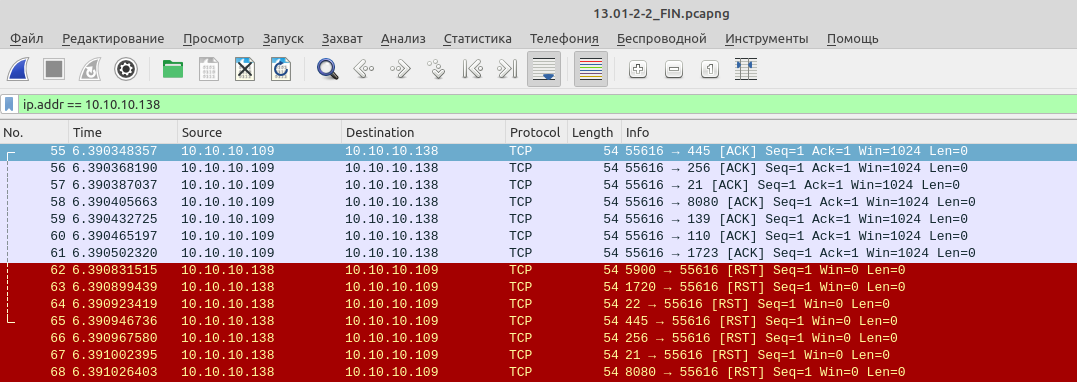 13.01-2-2_FIN.pcapng
Файл Редактирование Просмотр Запуск Захват Анализ Статистика Телефония Беспроводной Инструменты Помощь
ip.addr == 10.10.10.138
No. Time Source Destination Protocol Length Info
55 6.390348357 10.10.10.109 10.10.10.138 TCP 54 55616 → 445 [ACK] Seq=1 Ack=1 Win=1024 Len=0
56 6.390368190 10.10.10.109 10.10.10.138 TCP 54 55616 → 256 [ACK] Seq=1 Ack=1 Win=1024 Len=0
57 6.390387037 10.10.10.109 10.10.10.138 TCP 54 55616 → 21 [ACK] Seq=1 Ack=1 Win=1024 Len=0
58 6.390405663 10.10.10.109 10.10.10.138 TCP 54 55616 → 8080 [ACK] Seq=1 Ack=1 Win=1024 Len=0
59 6.390432725 10.10.10.109 10.10.10.138 TCP 54 55616 → 139 [ACK] Seq=1 Ack=1 Win=1024 Len=0
60 6.390465197 10.10.10.109 10.10.10.138 TCP 54 55616 → 110 [ACK] Seq=1 Ack=1 Win=1024 Len=0
61 6.390502320 10.10.10.109 10.10.10.138 TCP 54 55616 → 1723 [ACK] Seq=1 Ack=1 Win=1024 Len=0
62 6.390831515 10.10.10.138 10.10.10.109 TCP 54 5900 → 55616 [RST] Seq=1 Win=0 Len=0
63 6.390899439 10.10.10.138 10.10.10.109 TCP 54 1720 → 55616 [RST] Seq=1 Win=0 Len=0
64 6.390923419 10.10.10.138 10.10.10.109 TCP 54 22 → 55616 [RST] Seq=1 Win=0 Len=0
65 6.390946736 10.10.10.138 10.10.10.109 TCP 54 445 → 55616 [RST] Seq=1 Win=0 Len=0
66 6.390967580 10.10.10.138 10.10.10.109 TCP 54 256 → 55616 [RST] Seq=1 Win=0 Len=0
67 6.391002395 10.10.10.138 10.10.10.109 TCP 54 21 → 55616 [RST] Seq=1 Win=0 Len=0
68 6.391026403 10.10.10.138 10.10.10.109 TCP 54 8080 → 55616 [RST] Seq=1 Win=0 Len=0